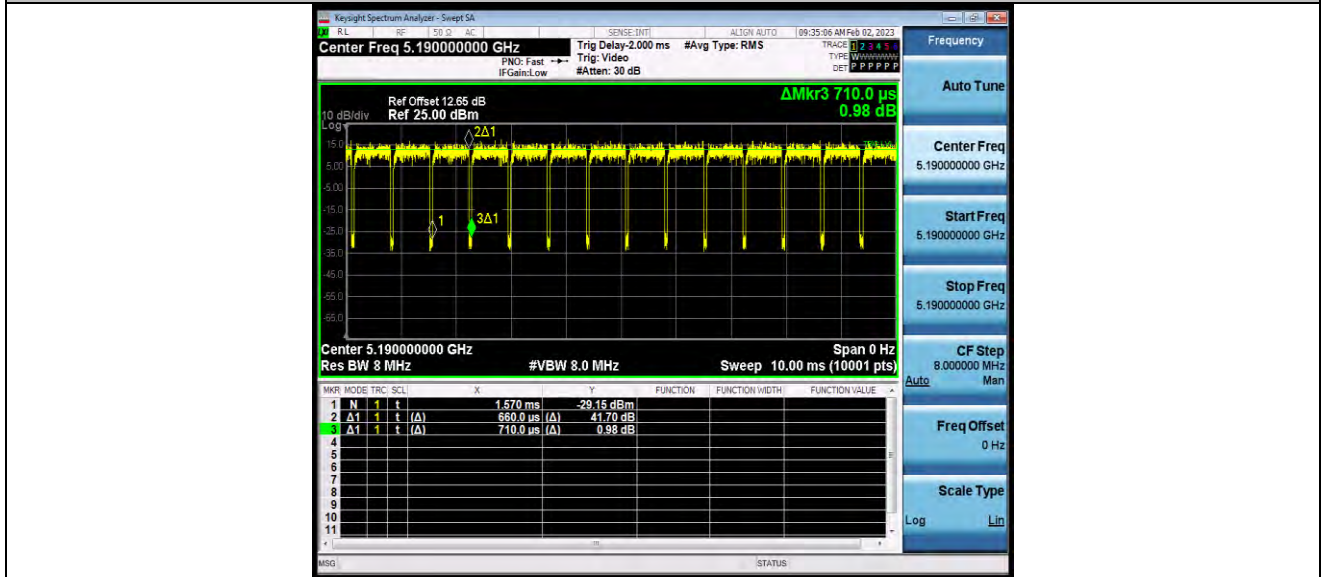 Keysight Spectrum Analyzer - Swept SA
RL RF 50 Ω AC SENSE:INT ALIGN AUTO 09:35:06 AM Feb 02, 2023
Center Freq 5.190000000 GHz Trig Delay-2.000 ms #Avg Type: RMS TRACE 1 2 3 4 5 6
PNO: Fast Trig: Video TYPE WWWWWW
IFGain:Low #Atten: 30 dB DET P P P P P P
Frequency
ΔMkr3 710.0 µs
0.98 dB
Ref Offset 12.65 dB
10 dB/div Ref 25.00 dBm
Log
15.0
5.00
-5.00
-15.0
-25.0
-35.0
-45.0
-55.0
-65.0
2Δ1
1
3Δ1
Center 5.190000000 GHz Span 0 Hz
Res BW 8 MHz #VBW 8.0 MHz Sweep 10.00 ms (10001 pts)
MKR MODE TRC SCL X Y FUNCTION FUNCTION WIDTH FUNCTION VALUE
1 N 1 t 1.570 ms -29.15 dBm
2 Δ1 1 t (Δ) 660.0 µs (Δ) 41.70 dB
3 Δ1 1 t (Δ) 710.0 µs (Δ) 0.98 dB
4
5
6
7
8
9
10
11
MSG STATUS
Auto Tune
Center Freq
5.190000000 GHz
Start Freq
5.190000000 GHz
Stop Freq
5.190000000 GHz
CF Step
8.000000 MHz
Auto Man
Freq Offset
0 Hz
Scale Type
Log Lin